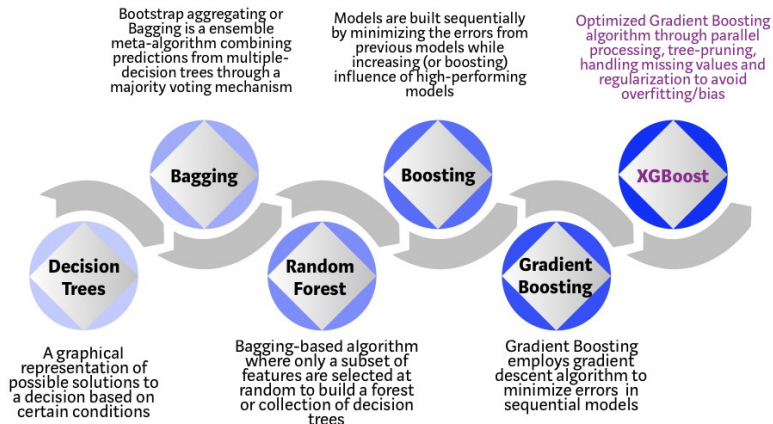 Bootstrap aggregating or
Bagging is a ensemble
meta-algorithm combining
predictions from multiple-
decision trees through a
majority voting mechanism
Models are built sequentially
by minimizing the errors from
previous models while
increasing (or boosting)
influence of high-performing
models
Optimized Gradient Boosting
algorithm through parallel
processing, tree-pruning,
handling missing values and
regularization to avoid
overfitting/bias
Bagging
Boosting
XGBoost
Decision
Trees
Random
Forest
Gradient
Boosting
A graphical
representation of
possible solutions to
a decision based on
certain conditions
Bagging-based algorithm
where only a subset of
features are selected at
random to build a forest
or collection of decision
trees
Gradient Boosting
employs gradient
descent algorithm to
minimize errors in
sequential models